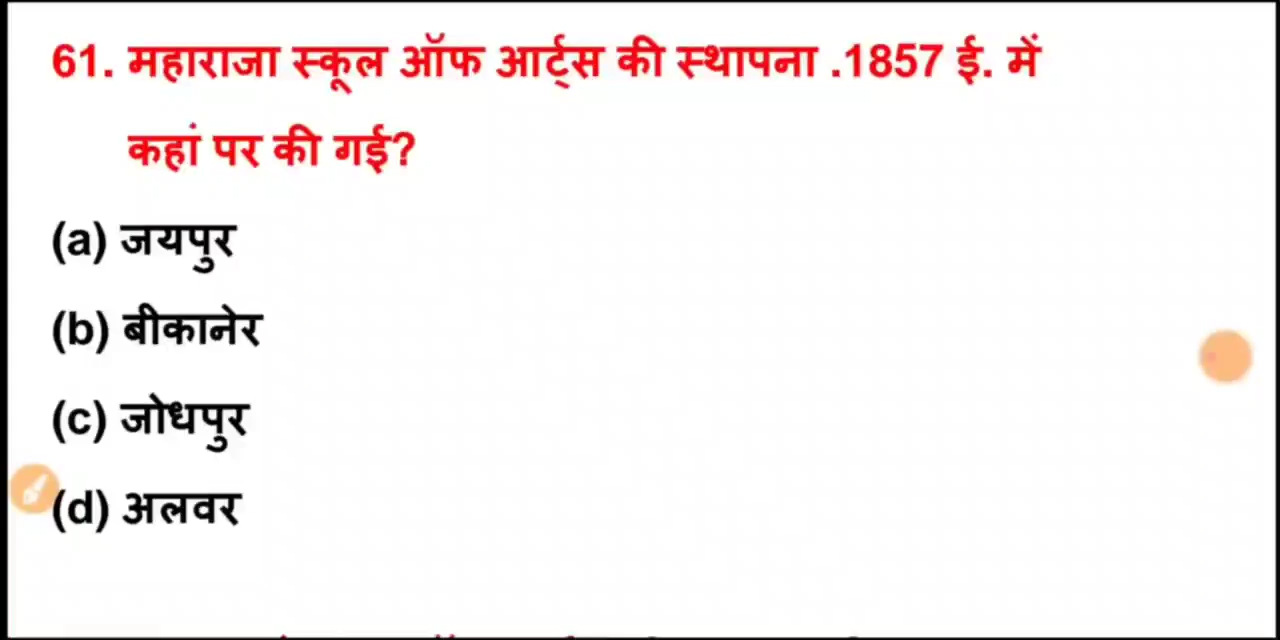 61. महाराजा स्कूल ऑफ आर्ट्स की स्थापना .1857 ई. में
कहां पर की गई?
(a) जयपुर
(b) बीकानेर
(c) जोधपुर
(d) अलवर